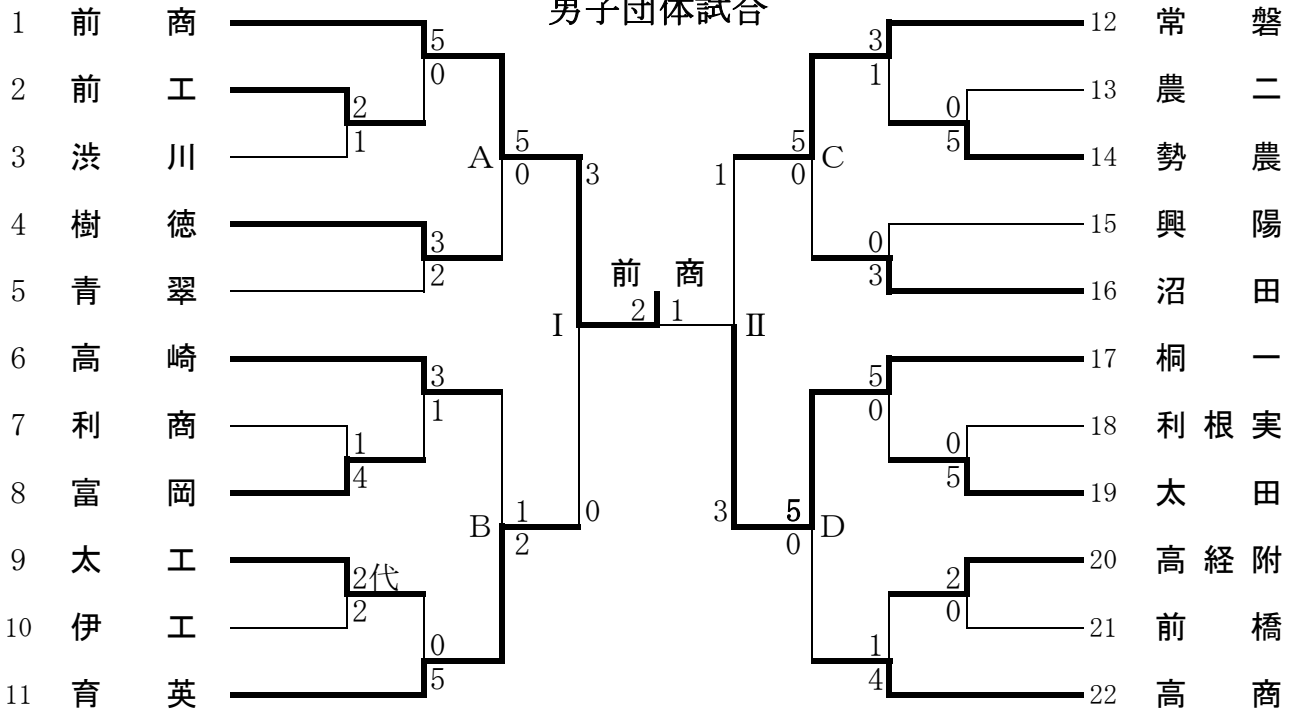 男子団体試合
1 前 商
2 前 工
3 渋 川
4 樹 徳
5 青 翠
6 高 崎
7 利 商
8 富 岡
9 太 工
10 伊 工
11 育 英
5
0
2
1
3
2
3
1
1
4
2代
2
0
5
A
5
0
B
1
2
3
Ⅰ
0
前 商
2 1
1
Ⅱ
3
5
0
C
5
0
D
3
1
0
5
0
3
5
0
0
5
2
0
1
4
12 常 磐
13 農 二
14 勢 農
15 興 陽
16 沼 田
17 桐 一
18 利 根 実
19 太 田
20 高 経 附
21 前 橋
22 高 商